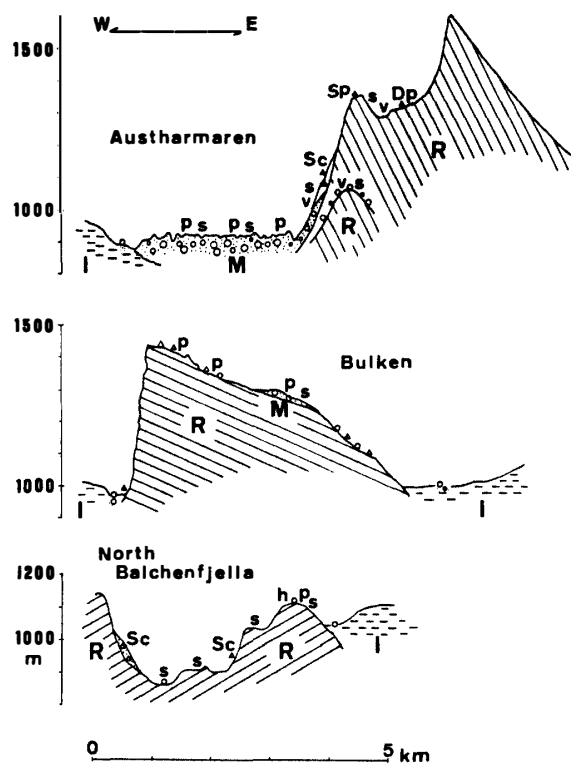 W E
1500
Sp s v Dp
Austharmaren
Sc
R
s
v
v s
1000
p s p s p
R
I M
1500
p
p
Bulken
p s
M
R
1000
I I
North
Balchenfjella
1200
h p s
s
Sc Sc
1000
R R
m
s s
I
0 5 km